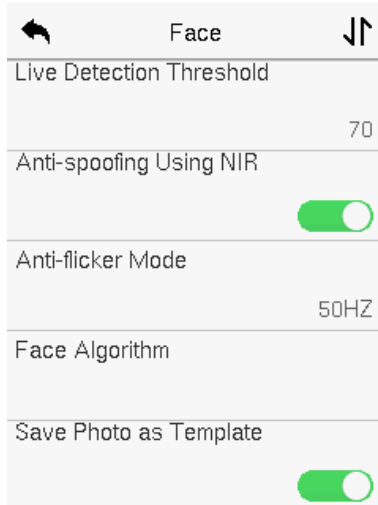 Face
Live Detection Threshold
70
Anti-spoofing Using NIR
Anti-flicker Mode
50HZ
Face Algorithm
Save Photo as Template